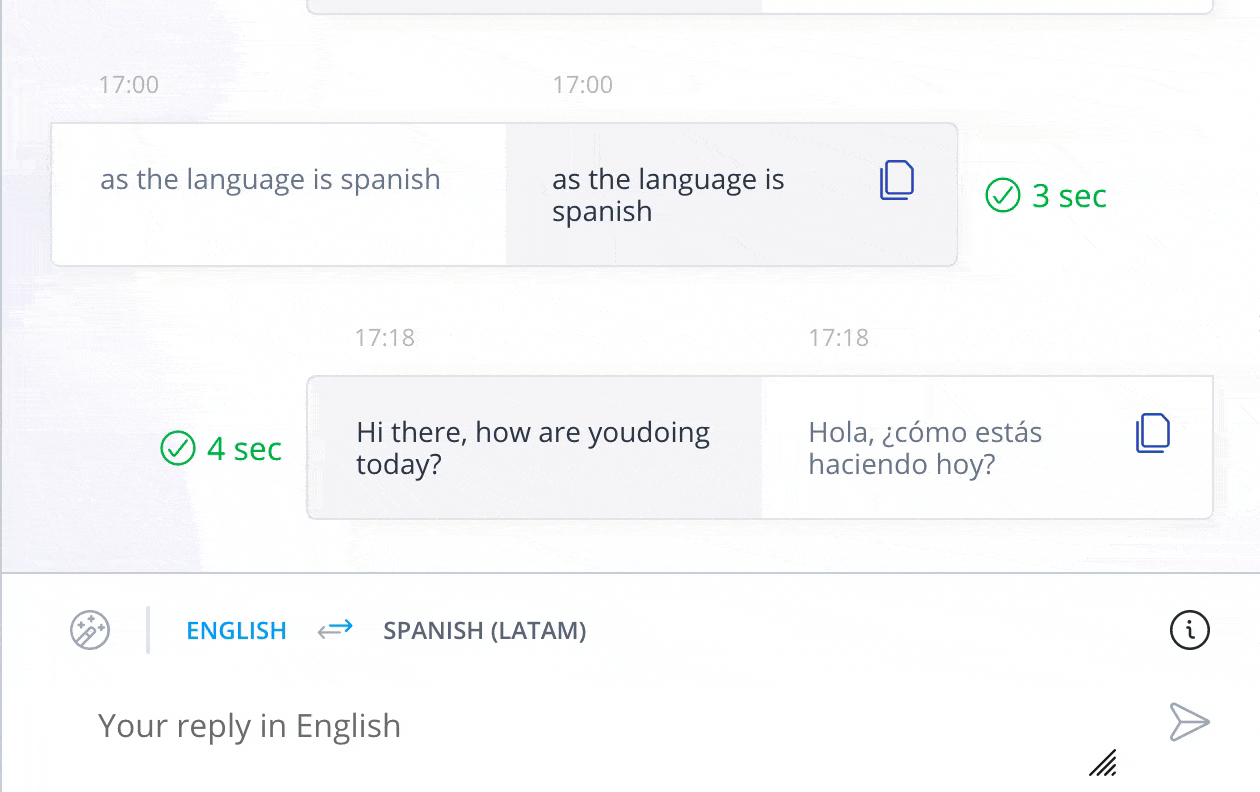 17:00
17:00
as the language is spanish
as the language is
spanish
3 sec
17:18
17:18
4 sec
Hi there, how are youdoing
today?
Hola, ¿cómo estás
haciendo hoy?
ENGLISH
SPANISH (LATAM)
Your reply in English